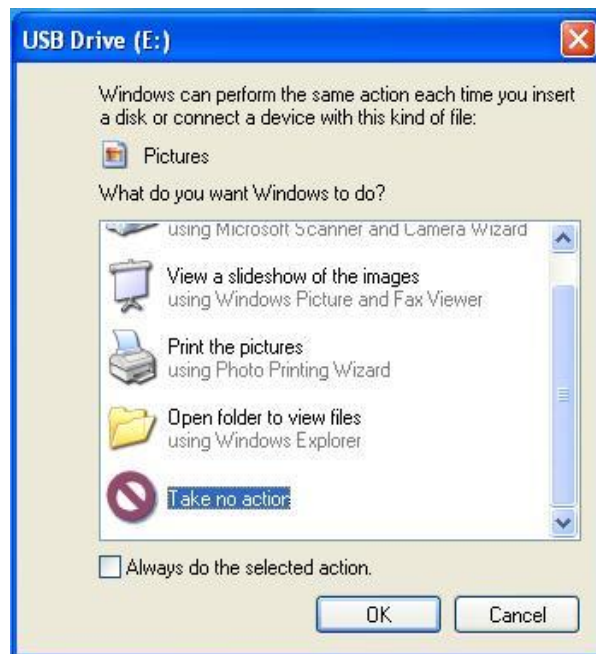 USB Drive (E:)
Windows can perform the same action each time you insert
a disk or connect a device with this kind of file:
Pictures
What do you want Windows to do?
using Microsoft Scanner and Camera Wizard
View a slideshow of the images
using Windows Picture and Fax Viewer
Print the pictures
using Photo Printing Wizard
Open folder to view files
using Windows Explorer
Take no action
Always do the selected action.
OK
Cancel